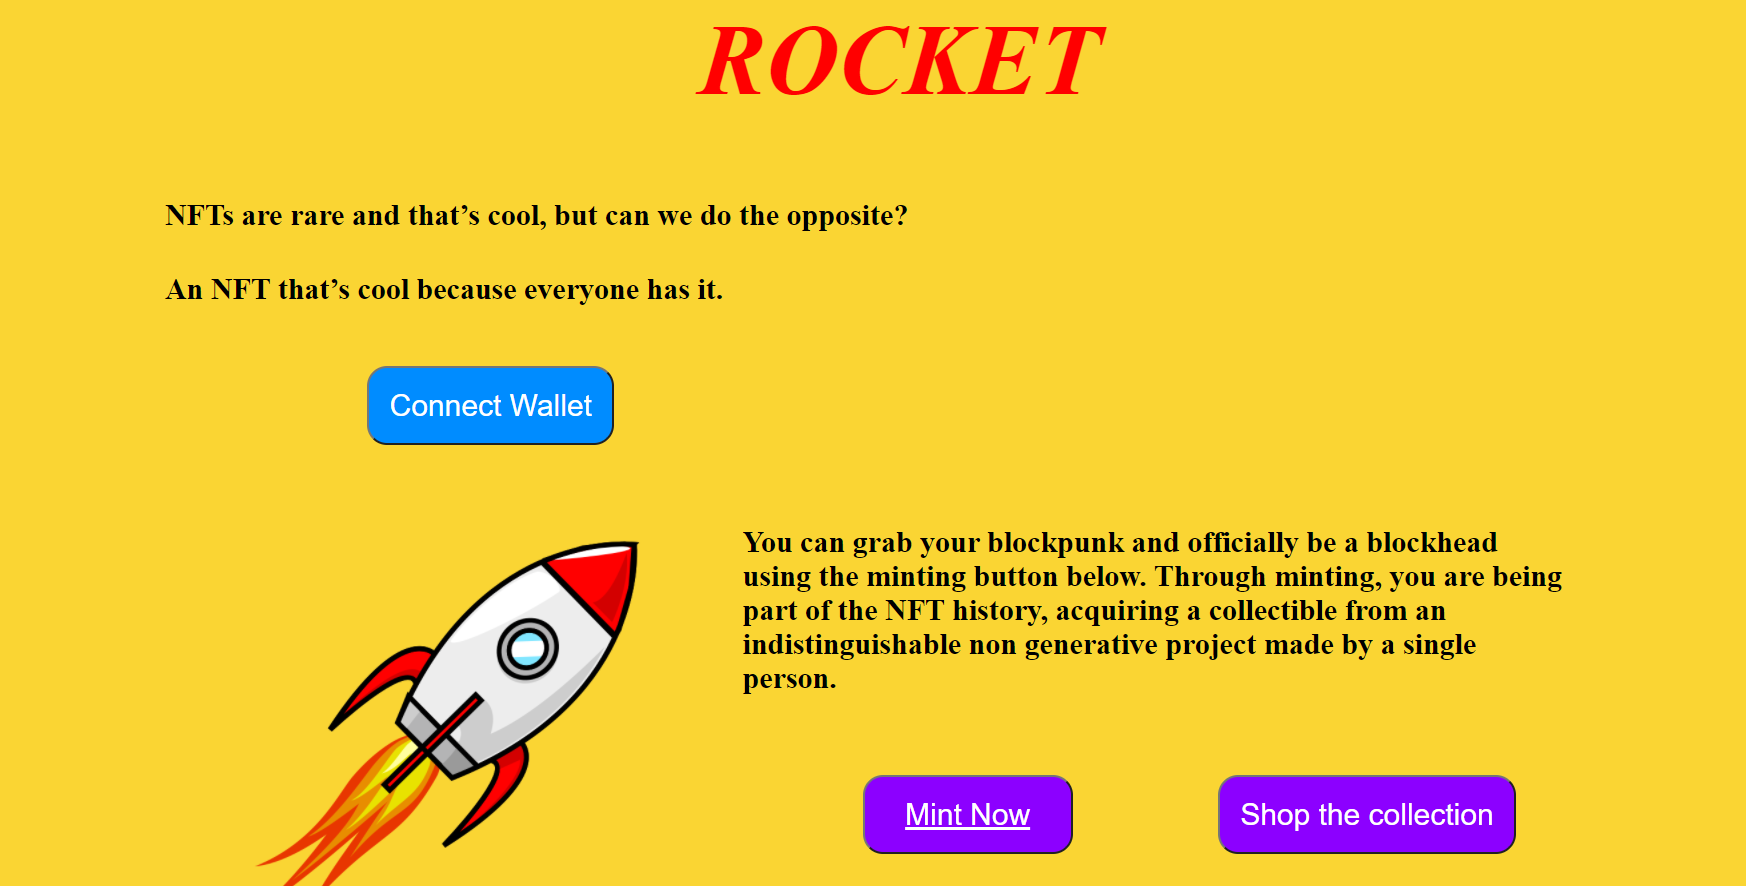 ROCKET
NFTs are rare and that’s cool, but can we do the opposite?
An NFT that’s cool because everyone has it.
Connect Wallet
You can grab your blockpunk and officially be a blockhead
using the minting button below. Through minting, you are being
part of the NFT history, acquiring a collectible from an
indistinguishable non generative project made by a single
person.
Mint Now
Shop the collection